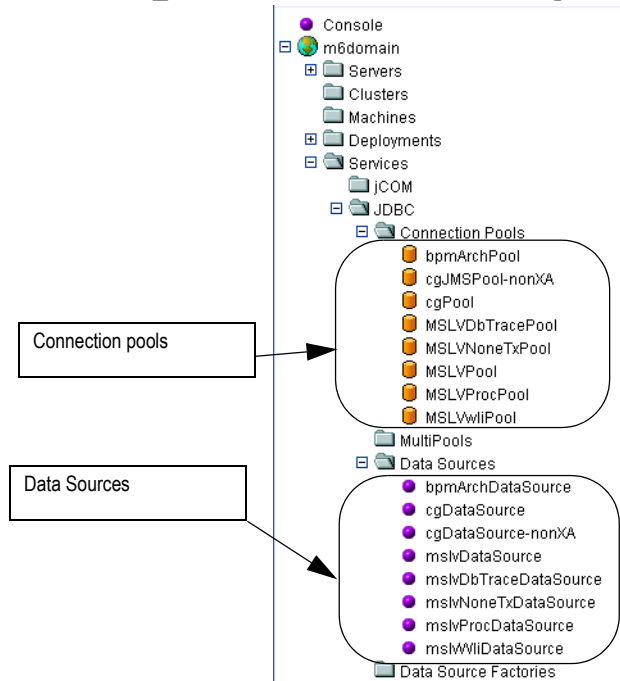 Console
m6domain
Servers
Clusters
Machines
Deployments
Services
jCOM
JDBC
Connection Pools
bpmArchPool
cgJMSPool-nonXA
cgPool
MSLVDbTracePool
MSLVNoneTxPool
MSLVPool
MSLVProcPool
MSLVwliPool
MultiPools
Data Sources
bpmArchDataSource
cgDataSource
cgDataSource-nonXA
mslvDataSource
mslvDbTraceDataSource
mslvNoneTxDataSource
mslvProcDataSource
mslvWliDataSource
Data Source Factories
Connection pools
Data Sources